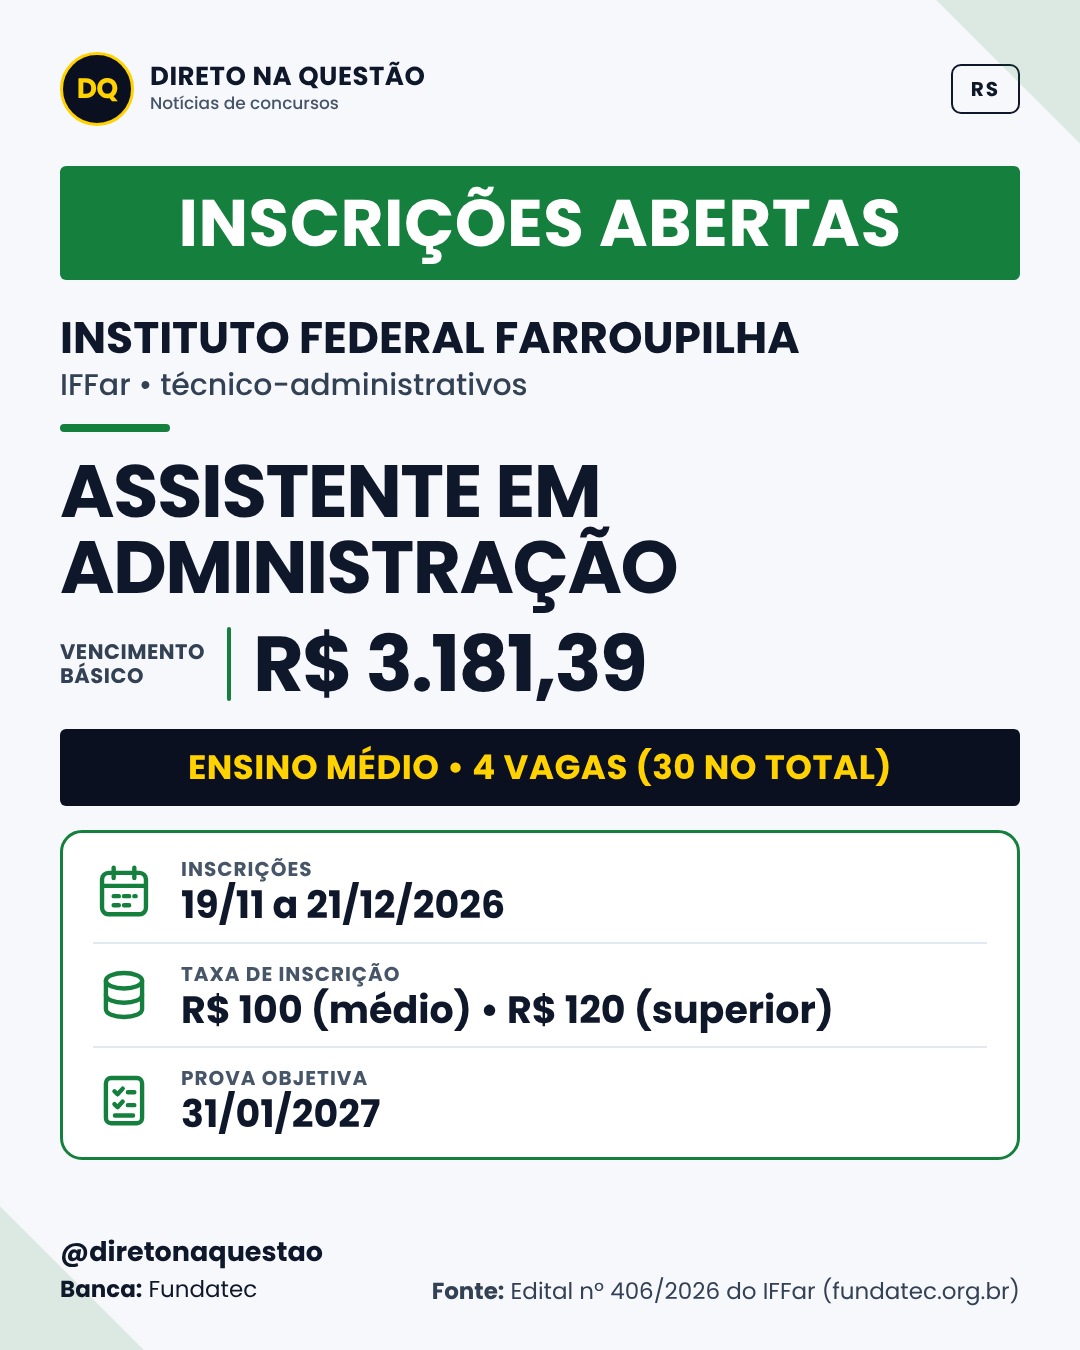 DQ
DIRETO NA QUESTÃO
Notícias de concursos
RS
INSCRIÇÕES ABERTAS
INSTITUTO FEDERAL FARROUPILHA
IFFar • técnico-administrativos
ASSISTENTE EM
ADMINISTRAÇÃO
VENCIMENTO
BÁSICO
R$ 3.181,39
ENSINO MÉDIO • 4 VAGAS (30 NO TOTAL)
INSCRIÇÕES
19/11 a 21/12/2026
TAXA DE INSCRIÇÃO
R$ 100 (médio) • R$ 120 (superior)
PROVA OBJETIVA
31/01/2027
@diretonaquestao
Banca: Fundatec
Fonte: Edital nº 406/2026 do IFFar (fundatec.org.br)